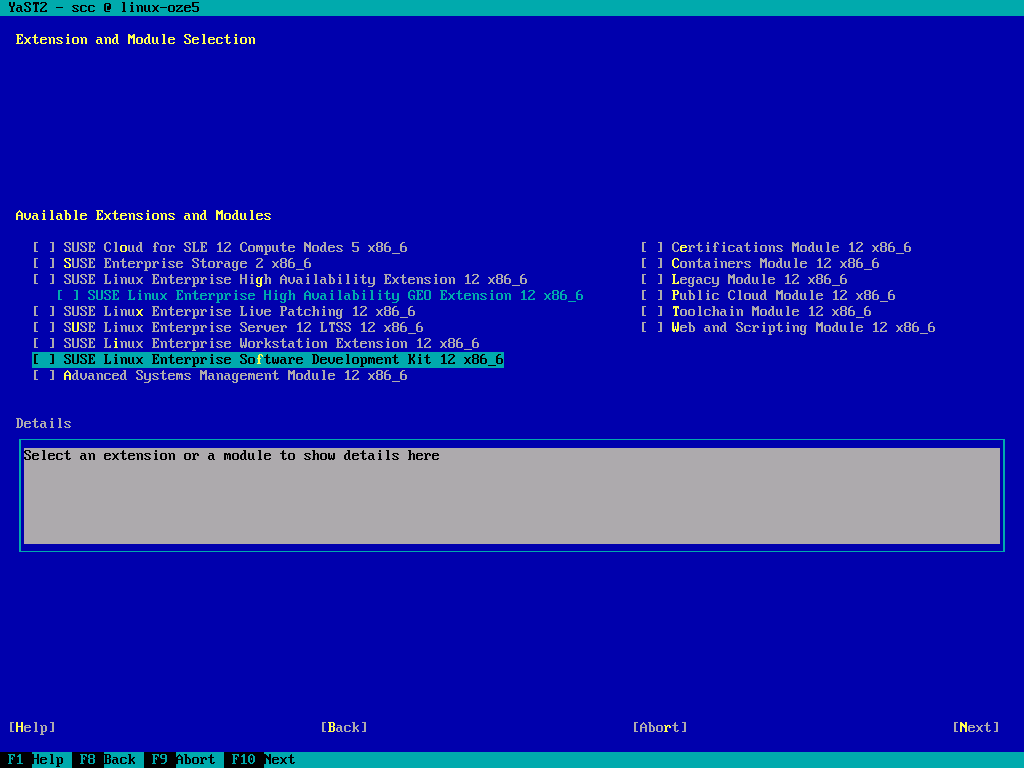 YaST2 - scc @ linux-oze5
Extension and Module Selection
Available Extensions and Modules
[ ] SUSE Cloud for SLE 12 Compute Nodes 5 x86_6
[ ] SUSE Enterprise Storage 2 x86_6
[ ] SUSE Linux Enterprise High Availability Extension 12 x86_6
[ ] SUSE Linux Enterprise High Availability GEO Extension 12 x86_6
[ ] SUSE Linux Enterprise Live Patching 12 x86_6
[ ] SUSE Linux Enterprise Server 12 LTSS 12 x86_6
[ ] SUSE Linux Enterprise Workstation Extension 12 x86_6
[ ] SUSE Linux Enterprise Software Development Kit 12 x86_6
[ ] Advanced Systems Management Module 12 x86_6
[ ] Certifications Module 12 x86_6
[ ] Containers Module 12 x86_6
[ ] Legacy Module 12 x86_6
[ ] Public Cloud Module 12 x86_6
[ ] Toolchain Module 12 x86_6
[ ] Web and Scripting Module 12 x86_6
Details
Select an extension or a module to show details here
[Help] [Back] [Abort] [Next]
F1 Help F8 Back F9 Abort F10 Next